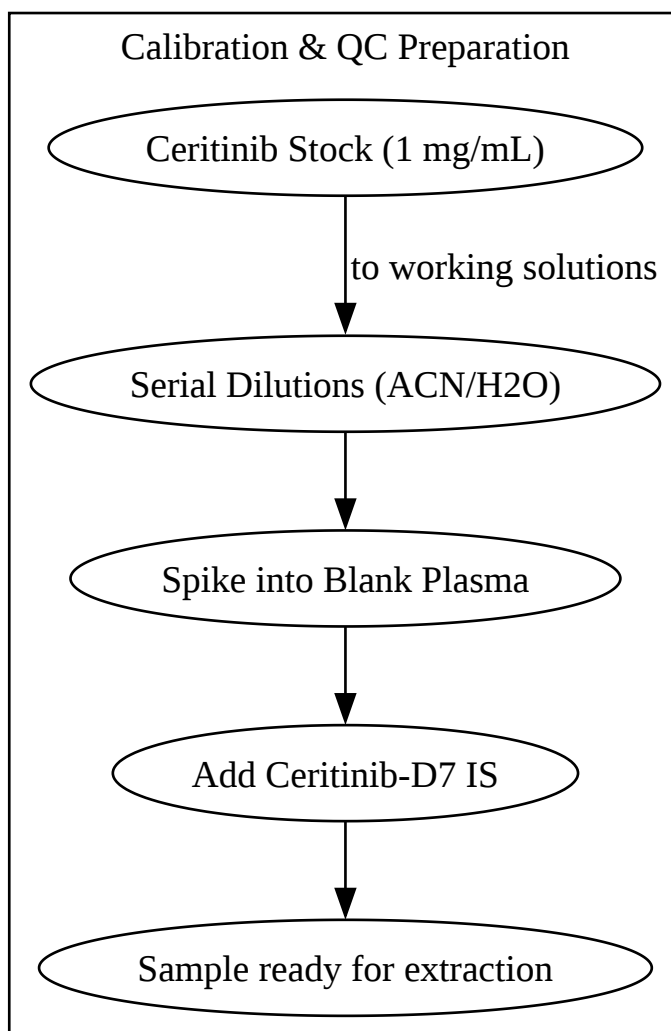 Calibration & QC Preparation
Ceritinib Stock (1 mg/mL)
to working solutions
Serial Dilutions (ACN/H2O)
Spike into Blank Plasma
Add Ceritinib-D7 IS
Sample ready for extraction